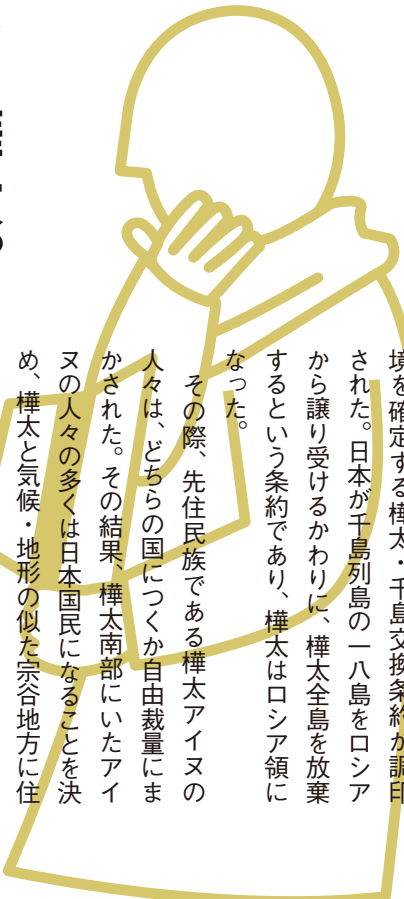 境を確定する樺太・千島交換条約が調印
された。日本が千島列島の一八島をロシア
から譲り受けるかわりに、樺太全島を放棄
するという条約であり、樺太はロシア領に
なった。
その際、先住民族である樺太アイヌの
人々は、どちらの国につくか自由裁量にま
かされた。その結果、樺太南部にいたアイ
ヌの人々の多くは日本国民になることを決
め、樺太と気候・地形の似た宗谷地方に住